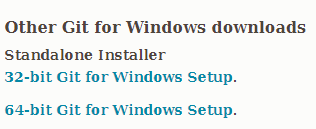 Other Git for Windows downloads
Standalone Installer
32-bit Git for Windows Setup.
64-bit Git for Windows Setup.